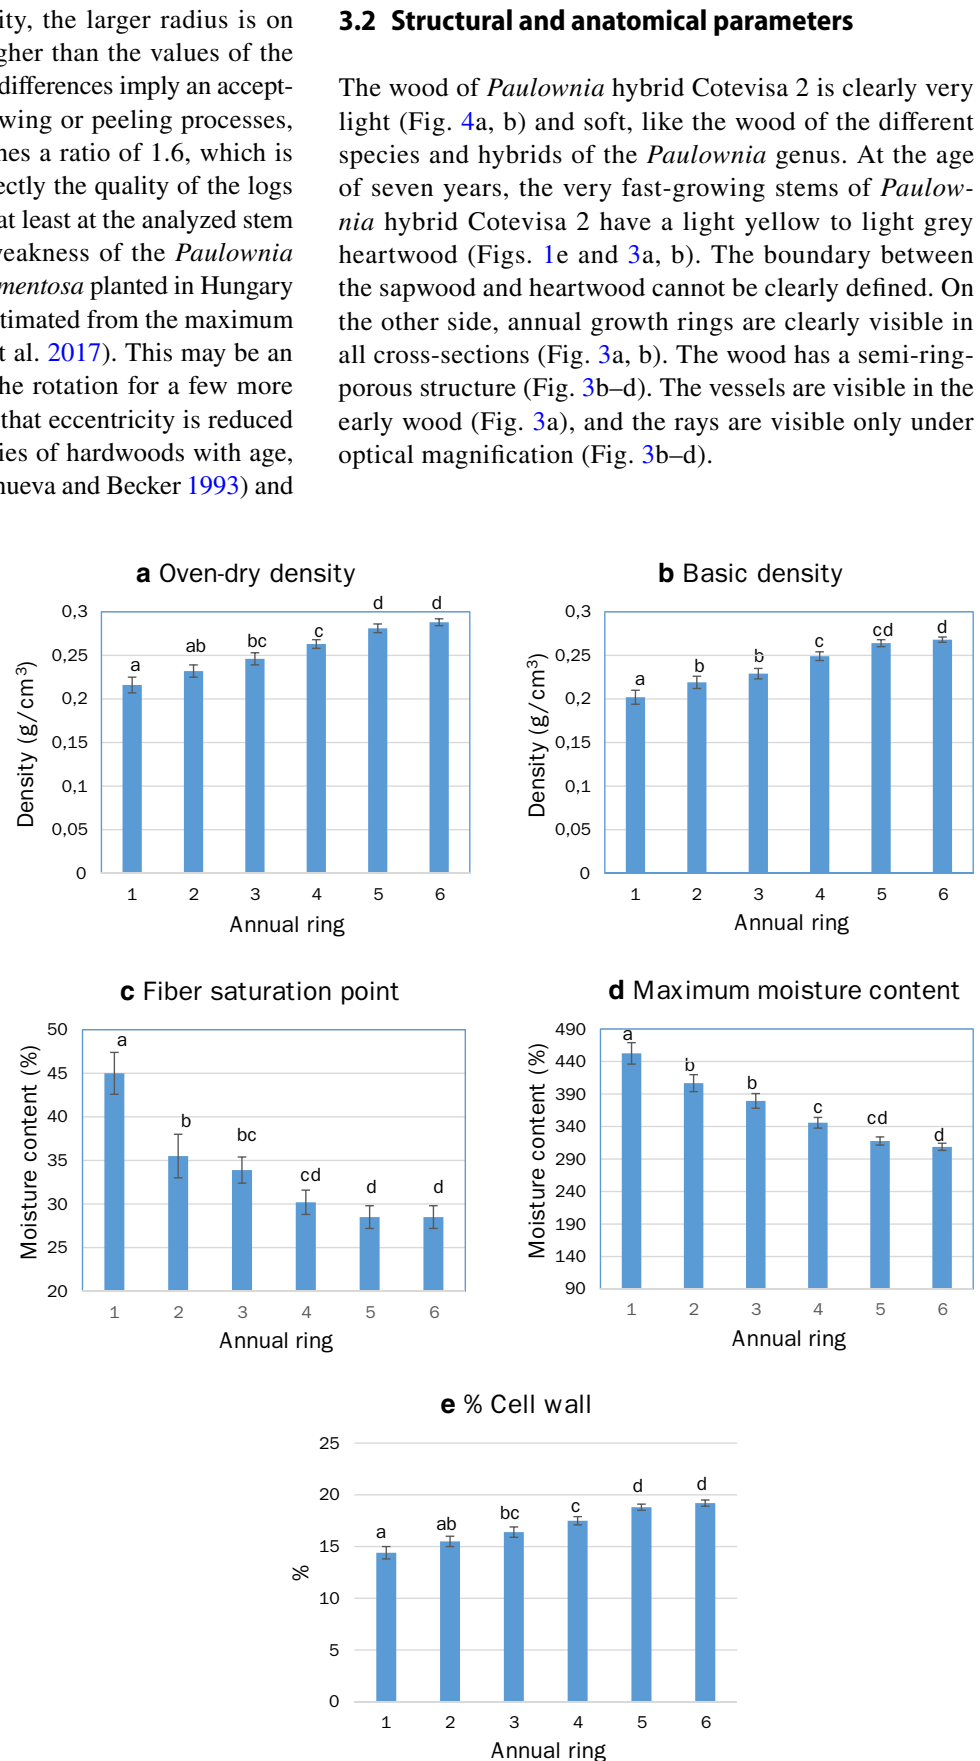 ity, the larger radius is on
gher than the values of the
differences imply an accept-
wing or peeling processes,
nes a ratio of 1.6, which is
ectly the quality of the logs
at least at the analyzed stem
weakness of the Paulownia
mentosa planted in Hungary
timated from the maximum
t al. 2017). This may be an
he rotation for a few more
that eccentricity is reduced
ies of hardwoods with age,
nueva and Becker 1993) and
3.2 Structural and anatomical parameters
The wood of Paulownia hybrid Cotevisa 2 is clearly very
light (Fig. 4a, b) and soft, like the wood of the different
species and hybrids of the Paulownia genus. At the age
of seven years, the very fast-growing stems of Paulow-
nia hybrid Cotevisa 2 have a light yellow to light grey
heartwood (Figs. 1e and 3a, b). The boundary between
the sapwood and heartwood cannot be clearly defined. On
the other side, annual growth rings are clearly visible in
all cross-sections (Fig. 3a, b). The wood has a semi-ring-
porous structure (Fig. 3b–d). The vessels are visible in the
early wood (Fig. 3a), and the rays are visible only under
optical magnification (Fig. 3b–d).
a Oven-dry density
Density (g/cm³)
0,3
0,25
0,2
0,15
0,1
0,05
0
a ab bc c d d
1 2 3 4 5 6
Annual ring
b Basic density
Density (g/cm³)
0,3
0,25
0,2
0,15
0,1
0,05
0
a b b c cd d
1 2 3 4 5 6
Annual ring
c Fiber saturation point
Moisture content (%)
50
45
40
35
30
25
20
a b bc cd d d
1 2 3 4 5 6
Annual ring
d Maximum moisture content
Moisture content (%)
490
440
390
340
290
240
190
140
90
a b b c cd d
1 2 3 4 5 6
Annual ring
e % Cell wall
%
25
20
15
10
5
0
a ab bc c d d
1 2 3 4 5 6
Annual ring